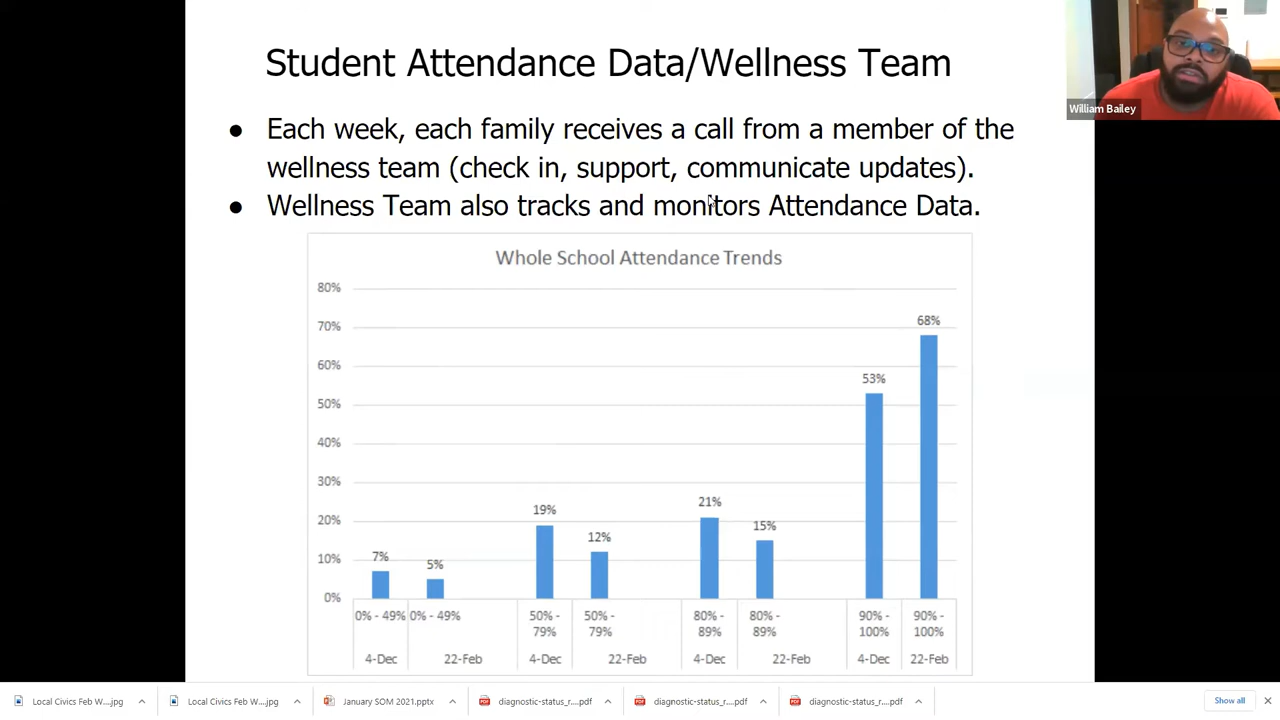 Student Attendance Data/Wellness Team
William Bailey
● Each week, each family receives a call from a member of the
wellness team (check in, support, communicate updates).
● Wellness Team also tracks and monitors Attendance Data.
Whole School Attendance Trends
80%
70%
60%
50%
40%
30%
20%
10%
0%
7%
5%
19%
12%
21%
15%
53%
68%
0% - 49% 0% - 49% 50% - 79% 50% - 79% 80% - 89% 80% - 89% 90% - 100% 90% - 100%
4-Dec 22-Feb 4-Dec 22-Feb 4-Dec 22-Feb 4-Dec 22-Feb
Local Civics Feb W....jpg Local Civics Feb W....jpg January SOM 2021.pptx diagnostic-status_r....pdf diagnostic-status_r....pdf diagnostic-status_r....pdf Show all